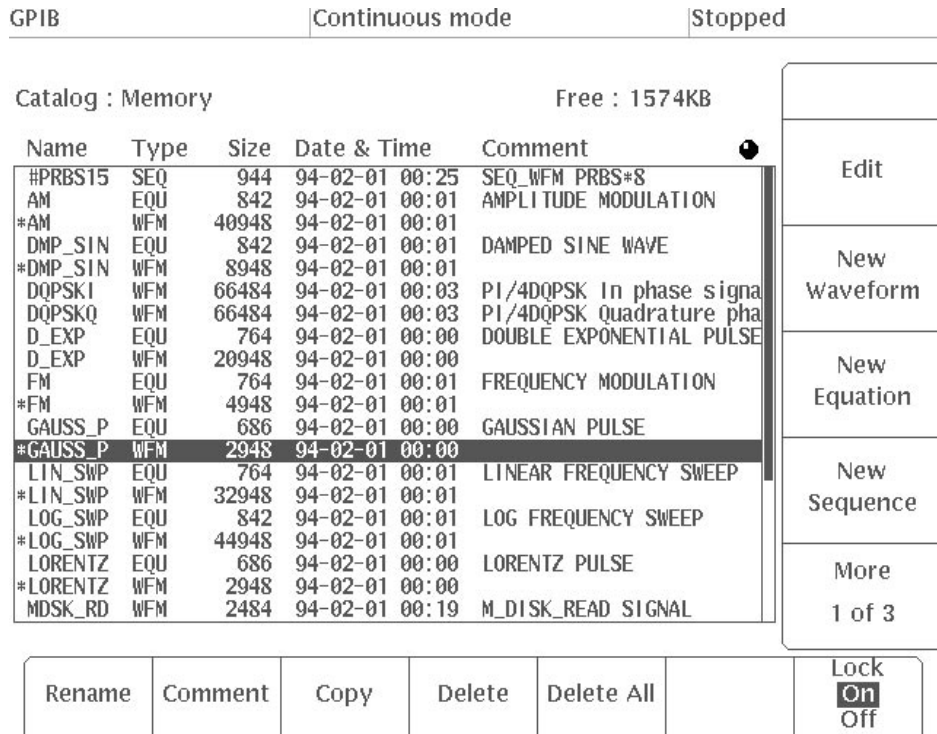 GPIB Continuous mode Stopped
Catalog : Memory Free : 1574KB
Name Type Size Date & Time Comment
#PRBS15 SEQ 944 94-02-01 00:25 SEQ_WFM PRBS*8
AM EQU 842 94-02-01 00:01 AMPLITUDE MODULATION
*AM WFM 40948 94-02-01 00:01
DMP_SIN EQU 842 94-02-01 00:01 DAMPED SINE WAVE
*DMP_SIN WFM 8948 94-02-01 00:01
DQPSKI WFM 66484 94-02-01 00:03 PI/4DQPSK In phase signa
DQPSKQ WFM 66484 94-02-01 00:03 PI/4DQPSK Quadrature pha
D_EXP EQU 764 94-02-01 00:00 DOUBLE EXPONENTIAL PULSE
D_EXP WFM 20948 94-02-01 00:00
FM EQU 764 94-02-01 00:01 FREQUENCY MODULATION
*FM WFM 4948 94-02-01 00:01
GAUSS_P EQU 686 94-02-01 00:00 GAUSSIAN PULSE
*GAUSS_P WFM 2948 94-02-01 00:00
LIN_SWP EQU 764 94-02-01 00:01 LINEAR FREQUENCY SWEEP
*LIN_SWP WFM 32948 94-02-01 00:01
LOG_SWP EQU 842 94-02-01 00:01 LOG FREQUENCY SWEEP
*LOG_SWP WFM 44948 94-02-01 00:01
LORENTZ EQU 686 94-02-01 00:00 LORENTZ PULSE
*LORENTZ WFM 2948 94-02-01 00:00
MDSK_RD WFM 2484 94-02-01 00:19 M_DISK_READ SIGNAL
Edit
New
Waveform
New
Equation
New
Sequence
More
1 of 3
Rename Comment Copy Delete Delete All
Lock
On
Off